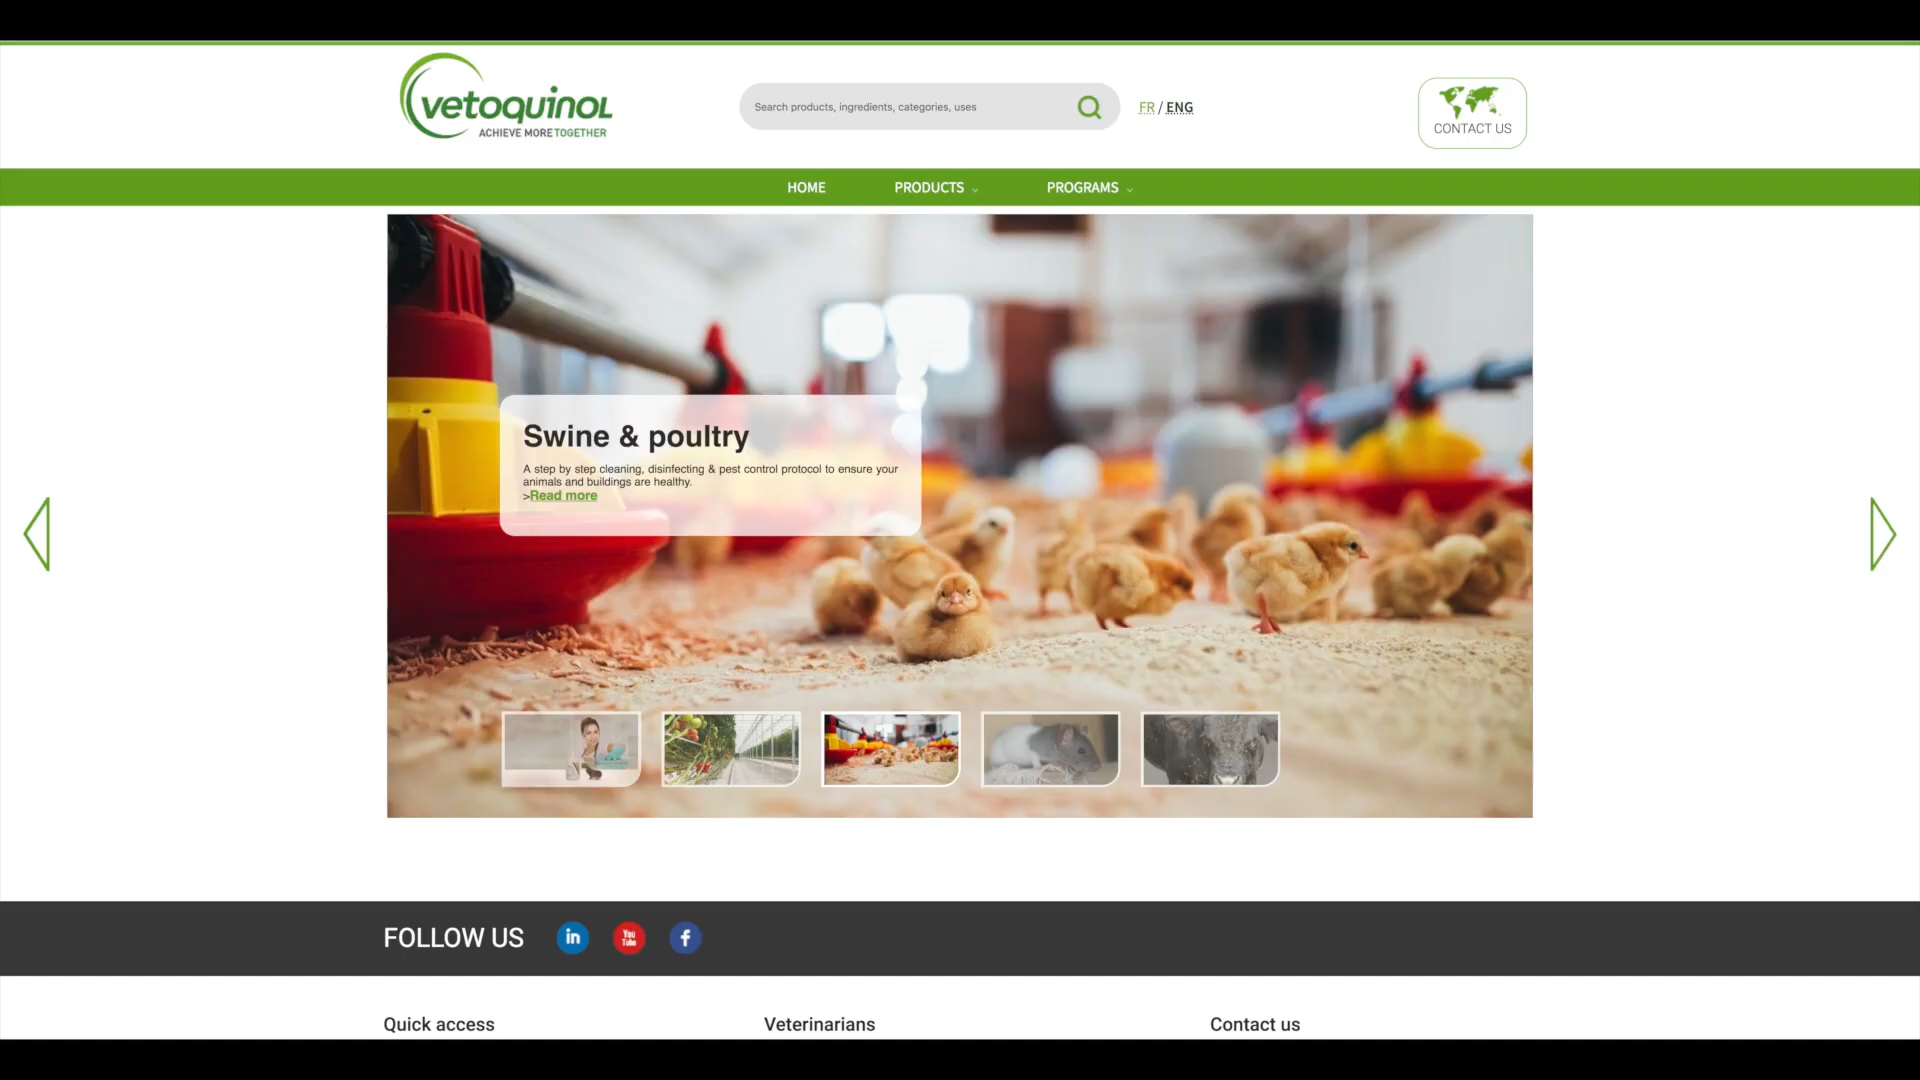 vetoquinol
ACHIEVE MORE TOGETHER
Search products, ingredients, categories, uses
FR / ENG
CONTACT US
HOME
PRODUCTS
PROGRAMS
Swine & poultry
A step by step cleaning, disinfecting & pest control protocol to ensure your
animals and buildings are healthy.
>Read more
FOLLOW US
in
You
Tube
f
Quick access
Veterinarians
Contact us